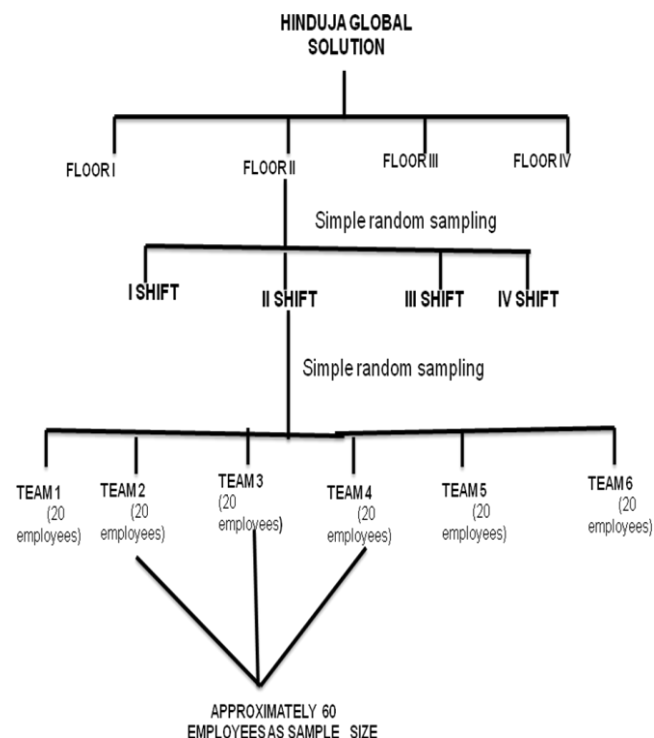 HINDUJA GLOBAL
SOLUTION
FLOOR I
FLOOR II
FLOOR III
FLOOR IV
Simple random sampling
I SHIFT
II SHIFT
III SHIFT
IV SHIFT
Simple random sampling
TEAM 1
(20
employees)
TEAM 2
(20
employees)
TEAM 3
(20
employees)
TEAM 4
(20
employees)
TEAM 5
(20
employees)
TEAM 6
(20
employees)
APPROXIMATELY 60
EMPLOYEES AS SAMPLE SIZE